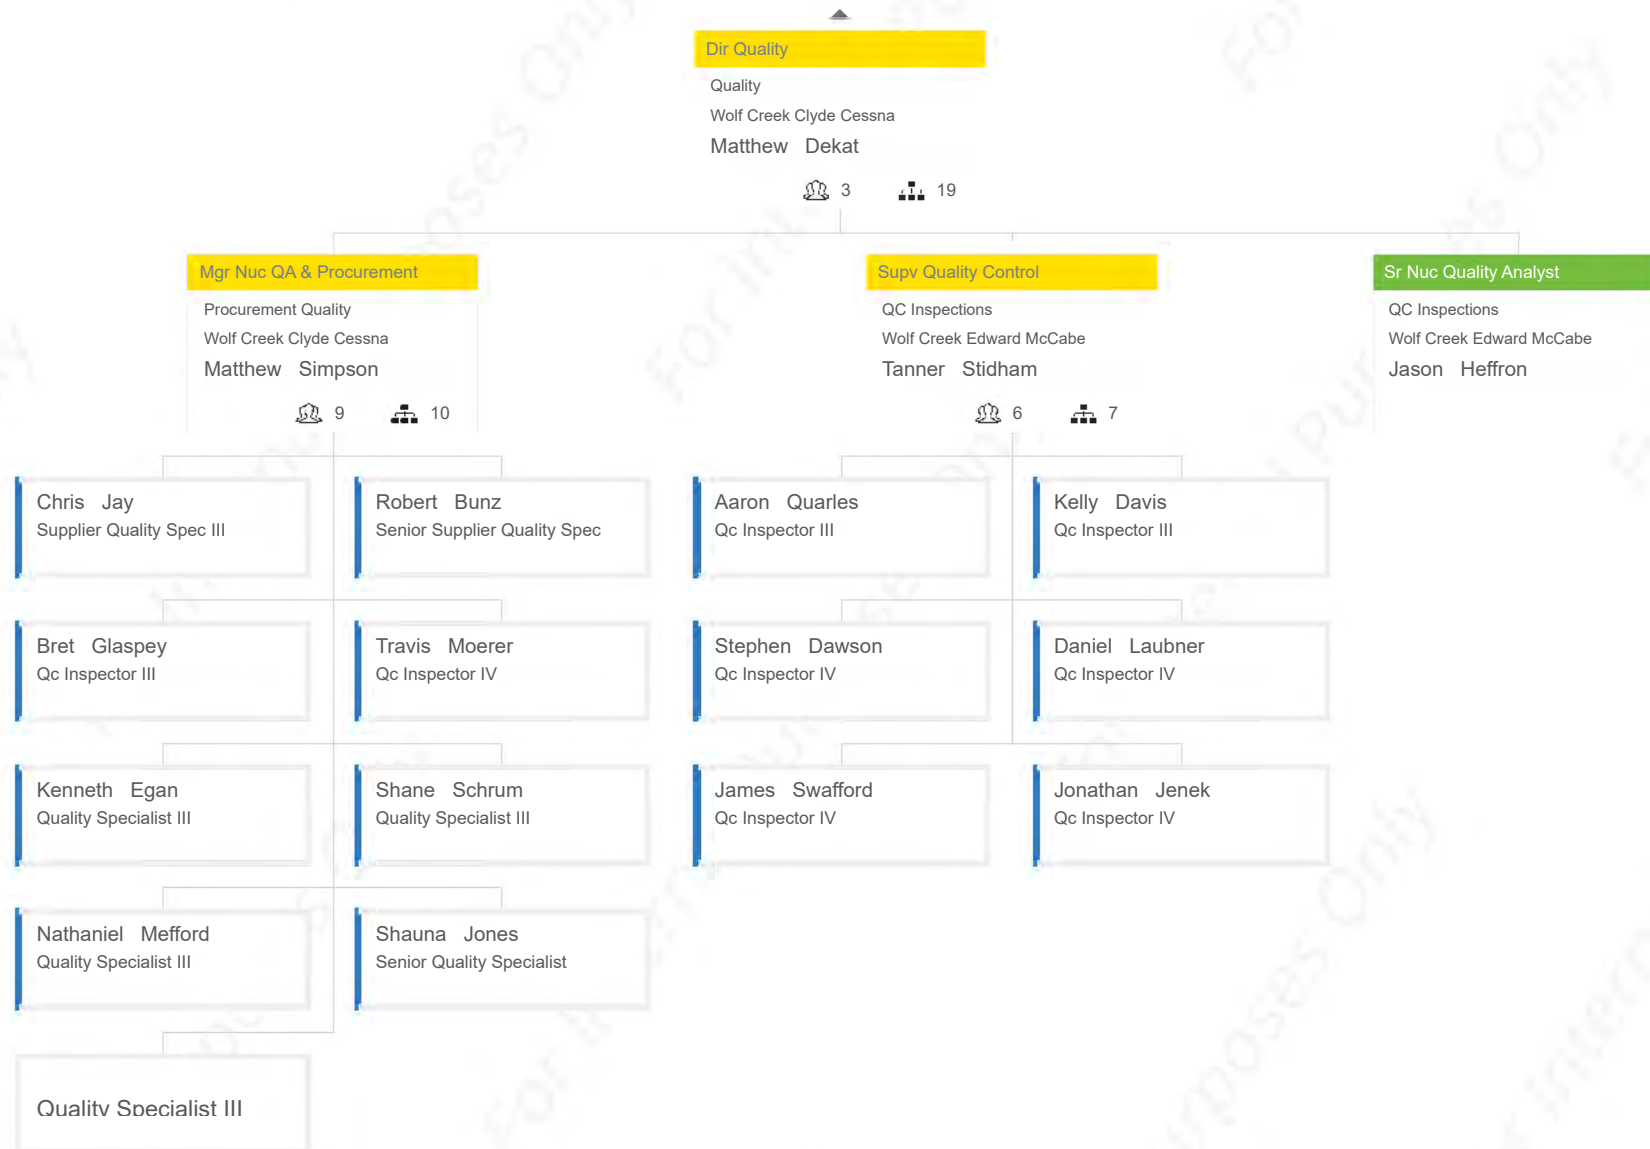 Dir Quality
Quality
Wolf Creek Clyde Cessna
Matthew Dekat
3 19
Mgr Nuc QA & Procurement
Procurement Quality
Wolf Creek Clyde Cessna
Matthew Simpson
9 10
Supv Quality Control
QC Inspections
Wolf Creek Edward McCabe
Tanner Stidham
6 7
Sr Nuc Quality Analyst
QC Inspections
Wolf Creek Edward McCabe
Jason Heffron
Chris Jay
Supplier Quality Spec III
Robert Bunz
Senior Supplier Quality Spec
Aaron Quarles
Qc Inspector III
Kelly Davis
Qc Inspector III
Bret Glaspey
Qc Inspector III
Travis Moerer
Qc Inspector IV
Stephen Dawson
Qc Inspector IV
Daniel Laubner
Qc Inspector IV
Kenneth Egan
Quality Specialist III
Shane Schrum
Quality Specialist III
James Swafford
Qc Inspector IV
Jonathan Jenek
Qc Inspector IV
Nathaniel Mefford
Quality Specialist III
Shauna Jones
Senior Quality Specialist
Quality Specialist III